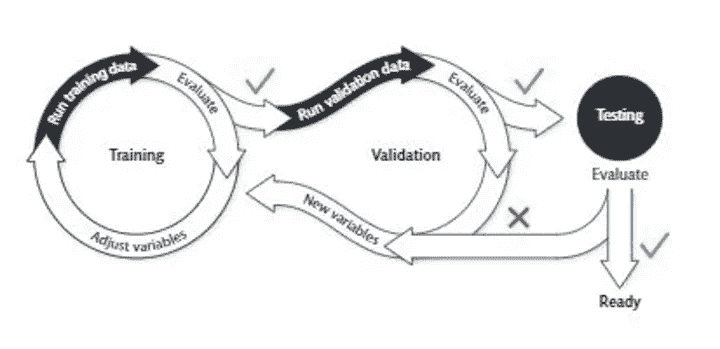 Run training data
Evaluate
Training
Adjust variables
Run validation data
Evaluate
Validation
New variables
Testing
Evaluate
Ready